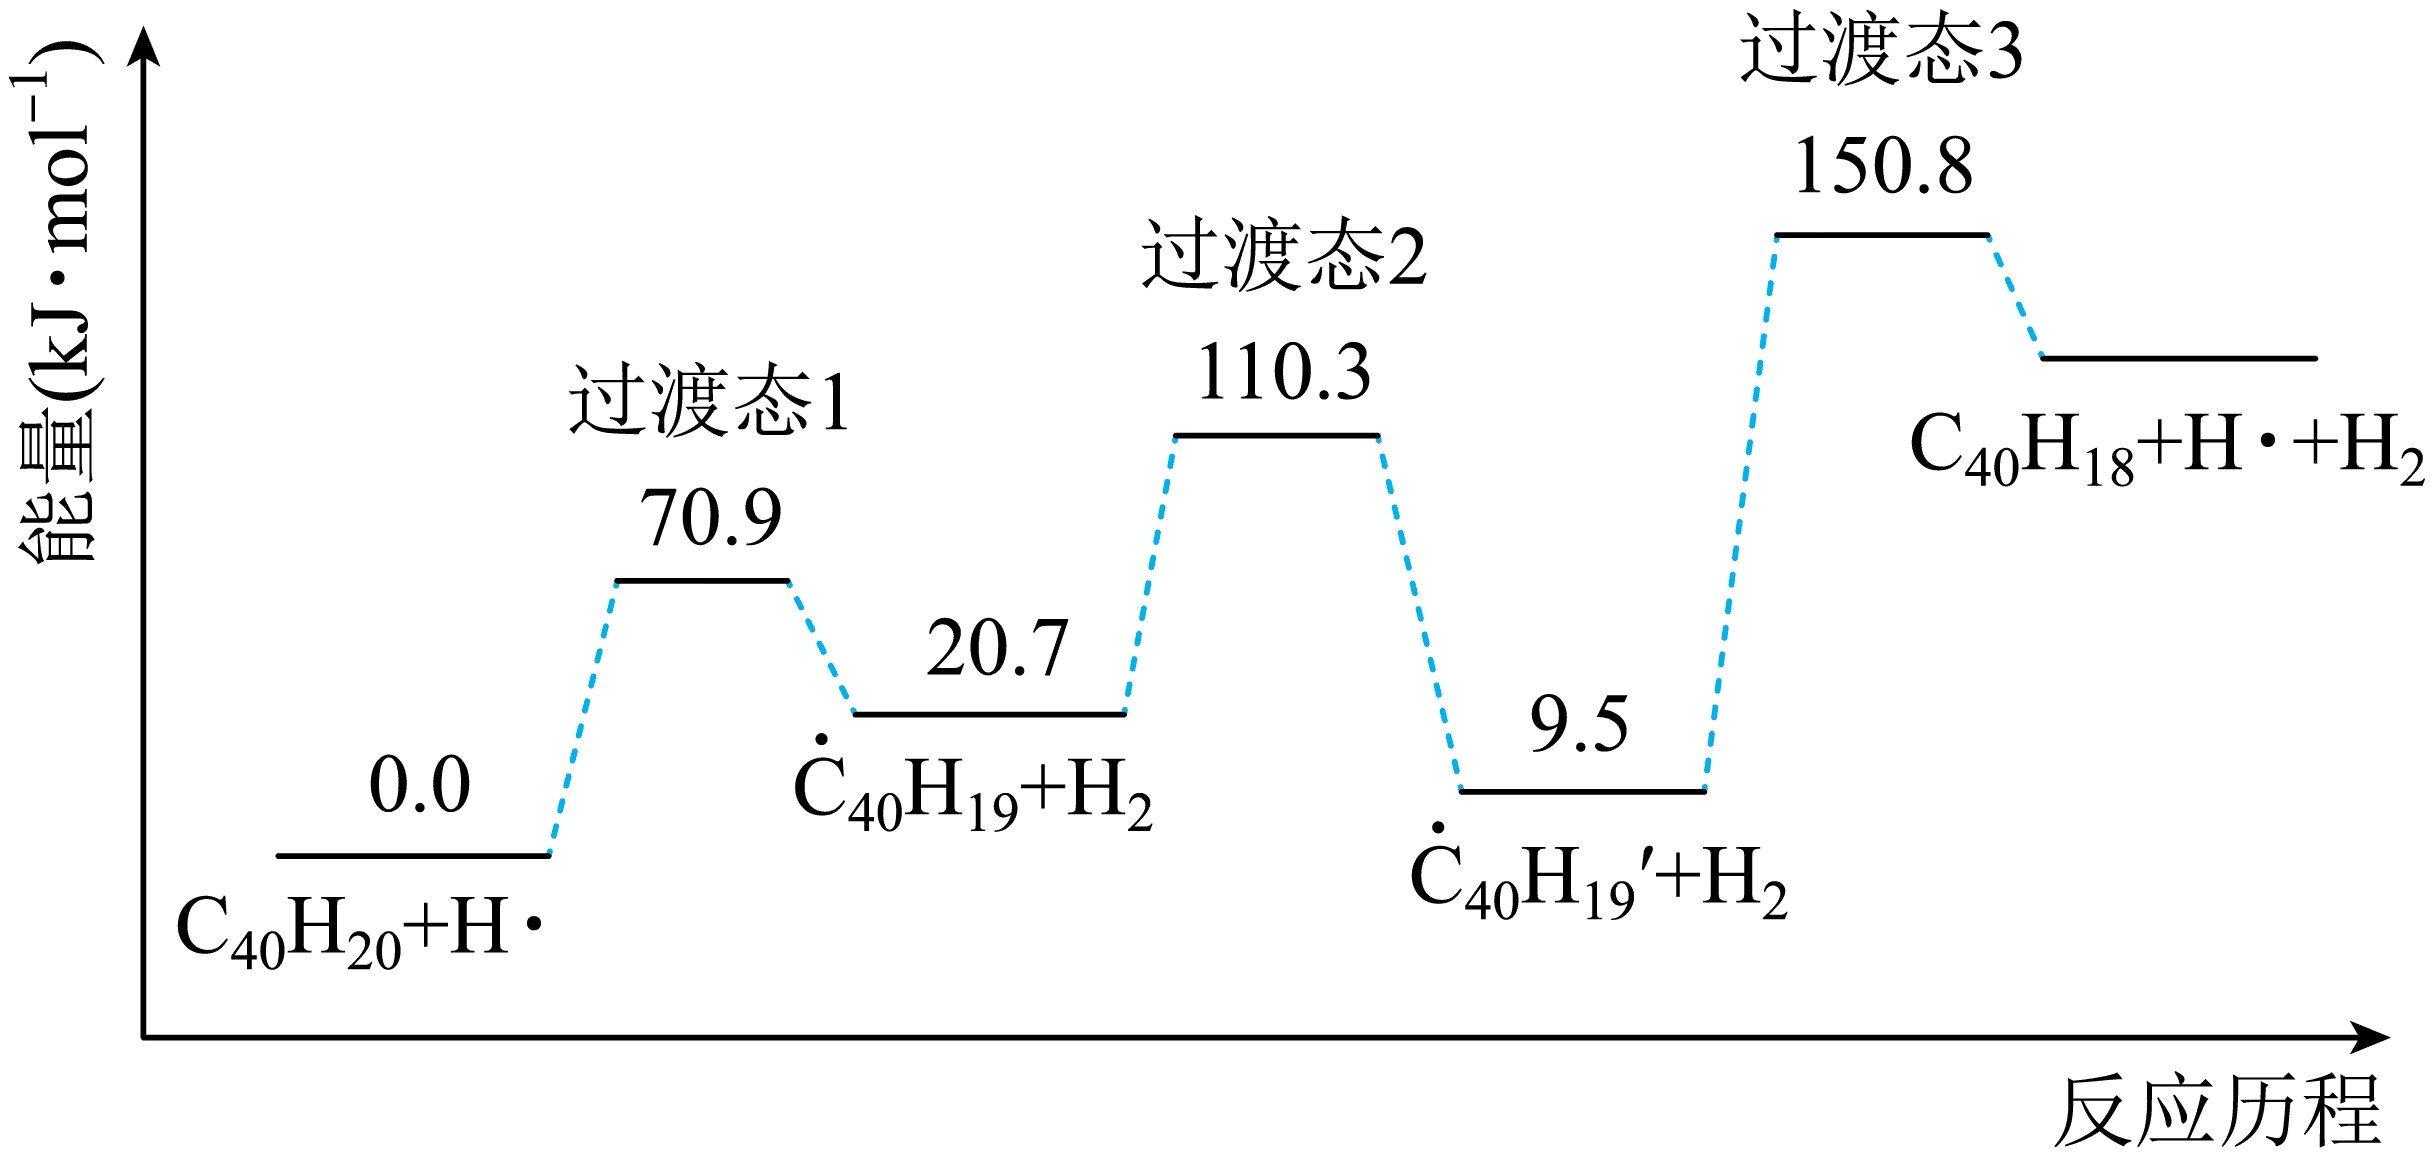 能量(kJ·mol⁻¹)
过渡态3
150.8
过渡态2
110.3
C₄₀H₁₈+H·+H₂
过渡态1
70.9
20.7
Ċ₄₀H₁₉+H₂
9.5
Ċ₄₀H₁₉′+H₂
0.0
C₄₀H₂₀+H·
反应历程